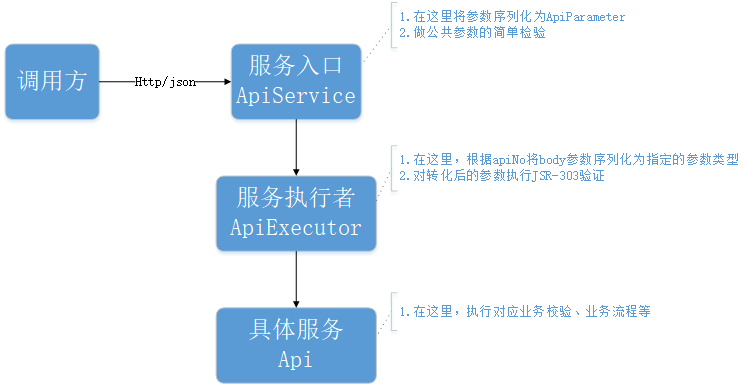 调用方
Http/json
服务入口
ApiService
1.在这里将参数序列化为ApiParameter
2.做公共参数的简单检验
服务执行者
ApiExecutor
1.在这里，根据apiNo将body参数序列化为指定的参数类型
2.对转化后的参数执行JSR-303验证
具体服务
Api
1.在这里，执行对应业务校验、业务流程等